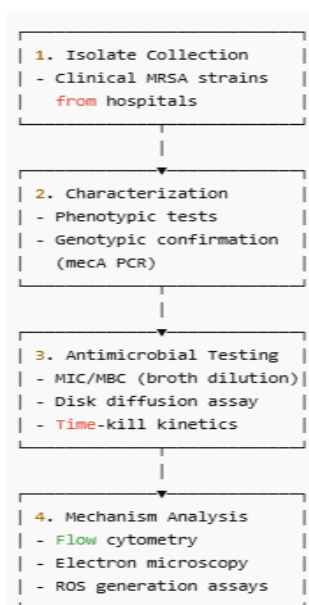 1. Isolate Collection
- Clinical MRSA strains
from hospitals
2. Characterization
- Phenotypic tests
- Genotypic confirmation
(mecA PCR)
3. Antimicrobial Testing
- MIC/MBC (broth dilution)
- Disk diffusion assay
- Time-kill kinetics
4. Mechanism Analysis
- Flow cytometry
- Electron microscopy
- ROS generation assays